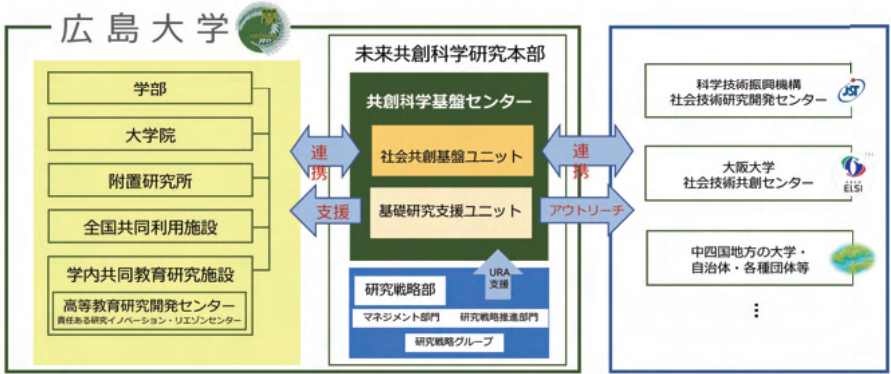 広島大学
学部
大学院
附置研究所
全国共同利用施設
学内共同教育研究施設
高等教育研究開発センター
責任ある研究イノベーション・リエゾンセンター
連携
支援
未来共創科学研究本部
共創科学基盤センター
社会共創基盤ユニット
基礎研究支援ユニット
URA
支援
研究戦略部
マネジメント部門
研究戦略推進部門
研究戦略グループ
連携
アウトリーチ
科学技術振興機構
社会技術研究開発センター
JST
大阪大学
社会技術共創センター
ELSI
中四国地方の大学・
自治体・各種団体等
⋮